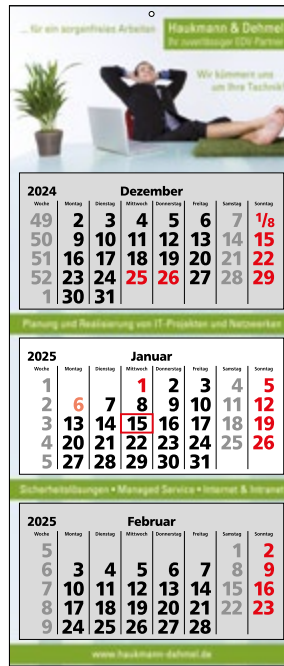 ... für ein sorgenfreies Arbeiten
Haukmann & Dehmel
Ihr zuverlässiger EDV Partner
Wir kümmern uns
um Ihre Technik!
2024 Dezember
Woche Montag Dienstag Mittwoch Donnerstag Freitag Samstag Sonntag
49 2 3 4 5 6 7 1/8
50 9 10 11 12 13 14 15
51 16 17 18 19 20 21 22
52 23 24 25 26 27 28 29
1 30 31
Planung und Realisierung von IT-Projekten und Netzwerken
2025 Januar
Woche Montag Dienstag Mittwoch Donnerstag Freitag Samstag Sonntag
1 1 2 3 4 5
2 6 7 8 9 10 11 12
3 13 14 15 16 17 18 19
4 20 21 22 23 24 25 26
5 27 28 29 30 31
Sicherheitslösungen • Managed Service • Internet & Intranet
2025 Februar
Woche Montag Dienstag Mittwoch Donnerstag Freitag Samstag Sonntag
5 1 2
6 3 4 5 6 7 8 9
7 10 11 12 13 14 15 16
8 17 18 19 20 21 22 23
9 24 25 26 27 28
www.haukmann-dehmel.de